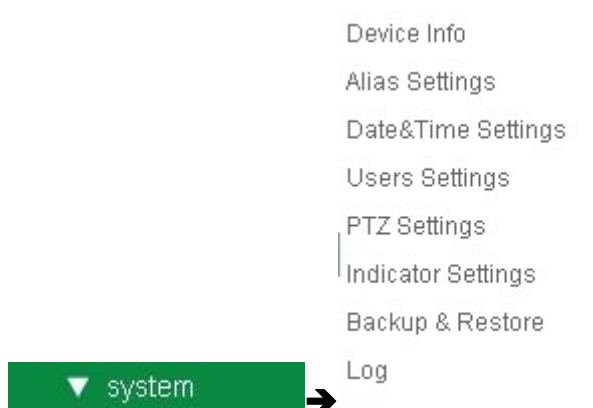 Device Info
Alias Settings
Date&Time Settings
Users Settings
PTZ Settings
Indicator Settings
Backup & Restore
Log
system